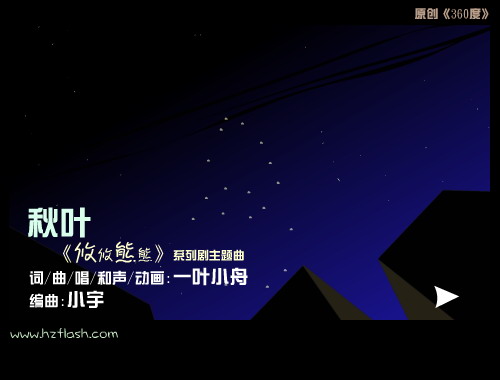 原创《360度》
秋叶
《攸攸熊熊》系列剧主题曲
词/曲/唱/和声/动画:一叶小舟
编曲:小宇
www.hzflash.com